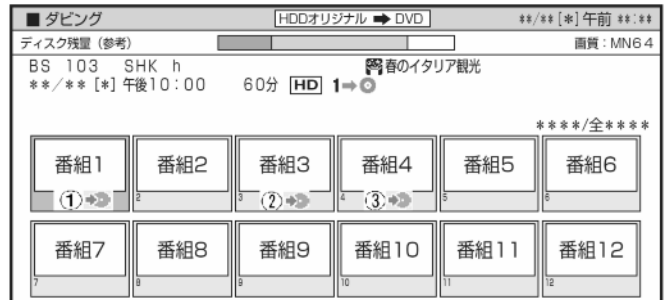 ■ ダビング HDDオリジナル ➡ DVD **/** [*] 午前 **:**
ディスク残量 (参考) 画質：MN64
BS 103 SHK h 春のイタリア観光
**/** [*] 午後10：00 60分 HD 1➡
****/全****
番組1 番組2 番組3 番組4 番組5 番組6
① 2 3 ② 4 ③ 5 6
番組7 番組8 番組9 番組10 番組11 番組12
7 8 9 10 11 12